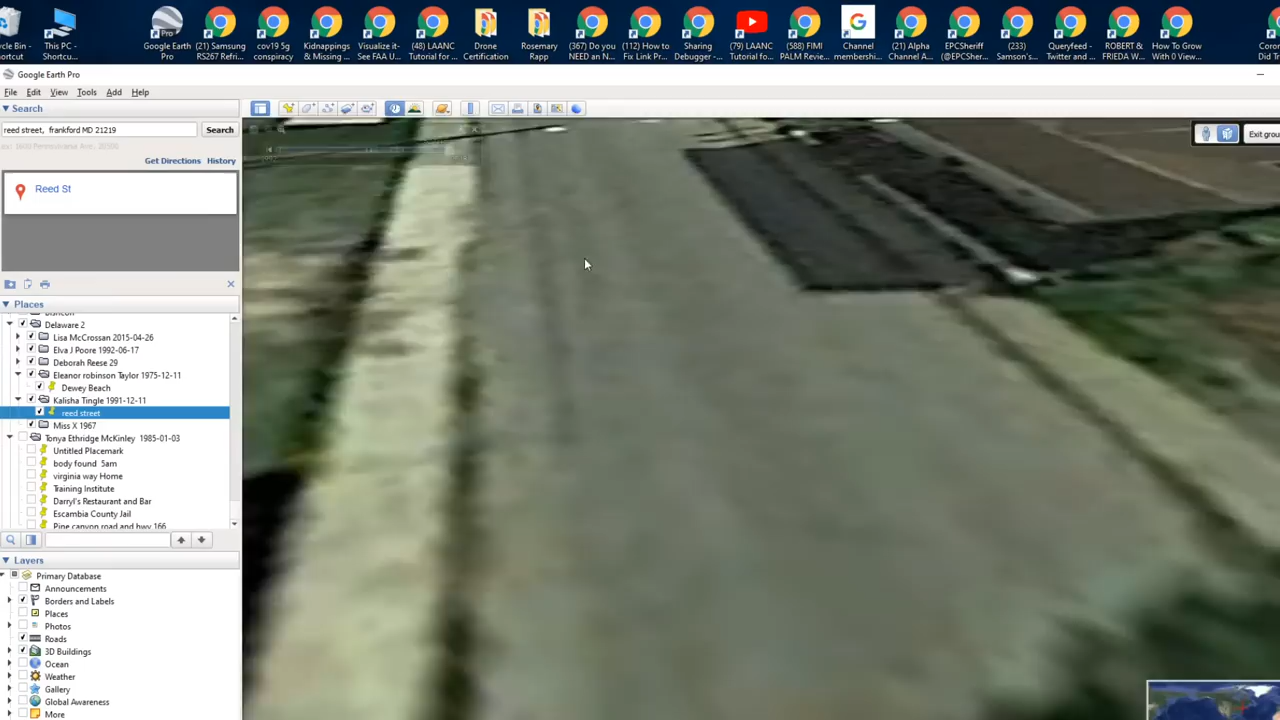 cycle Bin -
ortcut
This PC -
Shortcu...
Google Earth
Pro
(21) Samsung
RS267 Refri...
cov19 5g
conspiracy
Kidnappings
& Missing ...
Visualize it-
See FAA U...
(48) LAANC
Tutorial for ...
Drone
Certification
Rosemary
Rapp
(367) Do you
NEED an N...
(112) How to
Fix Link Pr...
Sharing
Debugger -...
(79) LAANC
Tutorial fo...
(588) FIMI
PALM Revie...
Channel
membershi...
(21) Alpha
Channel A...
EPCSheriff
(@EPCSher...
(233)
Samson's...
Queryfeed -
Twitter and ...
ROBERT &
FRIEDA W...
How To Grow
With 0 View...
Coron
Did Tr
Google Earth Pro
File Edit View Tools Add Help
Search
reed street, frankford MD 21219
Search
Get Directions History
Reed St
Exit grou
Places
Delaware 2
Lisa McCrossan 2015-04-26
Elva J Poore 1992-06-17
Deborah Reese 29
Eleanor robinson Taylor 1975-12-11
Dewey Beach
Kalisha Tingle 1991-12-11
reed street
Miss X 1967
Tonya Ethridge McKinley 1985-01-03
Untitled Placemark
body found 5am
virginia way Home
Training Institute
Darryl's Restaurant and Bar
Escambia County Jail
Pine canyon road and hwy 166
Layers
Primary Database
Announcements
Borders and Labels
Places
Photos
Roads
3D Buildings
Ocean
Weather
Gallery
Global Awareness
More